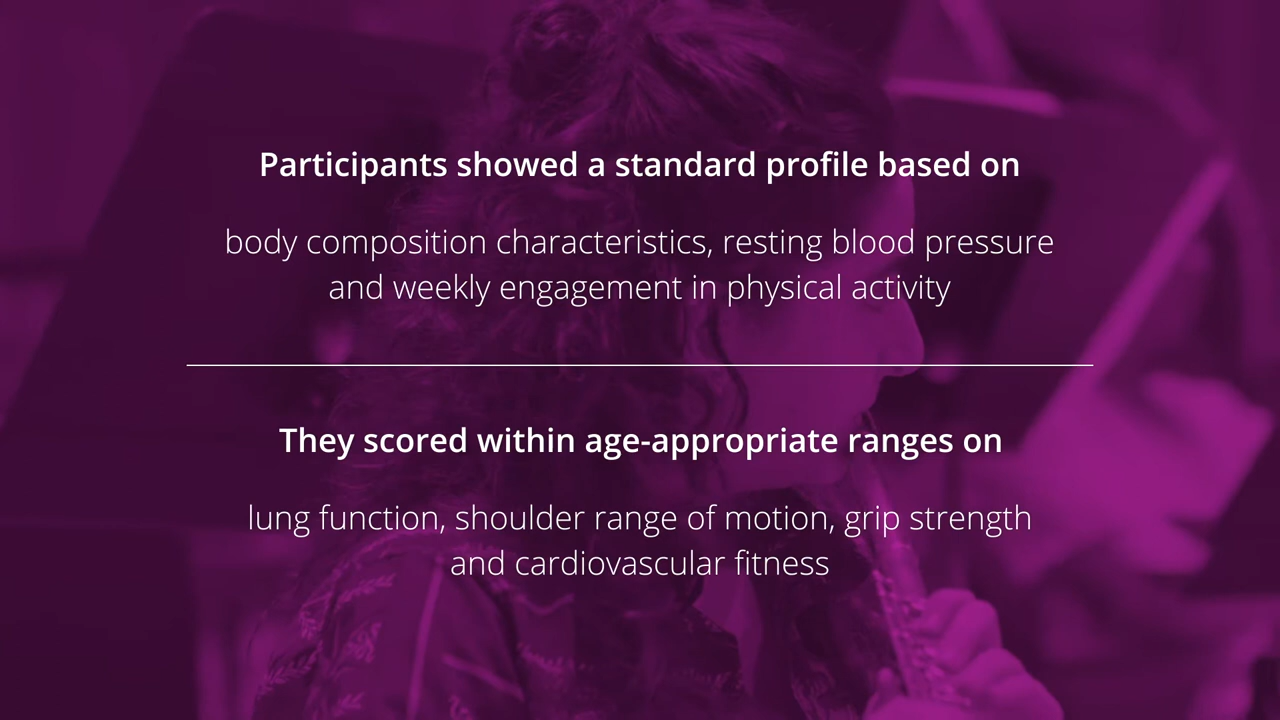 Participants showed a standard profile based on
body composition characteristics, resting blood pressure
and weekly engagement in physical activity
They scored within age-appropriate ranges on
lung function, shoulder range of motion, grip strength
and cardiovascular fitness